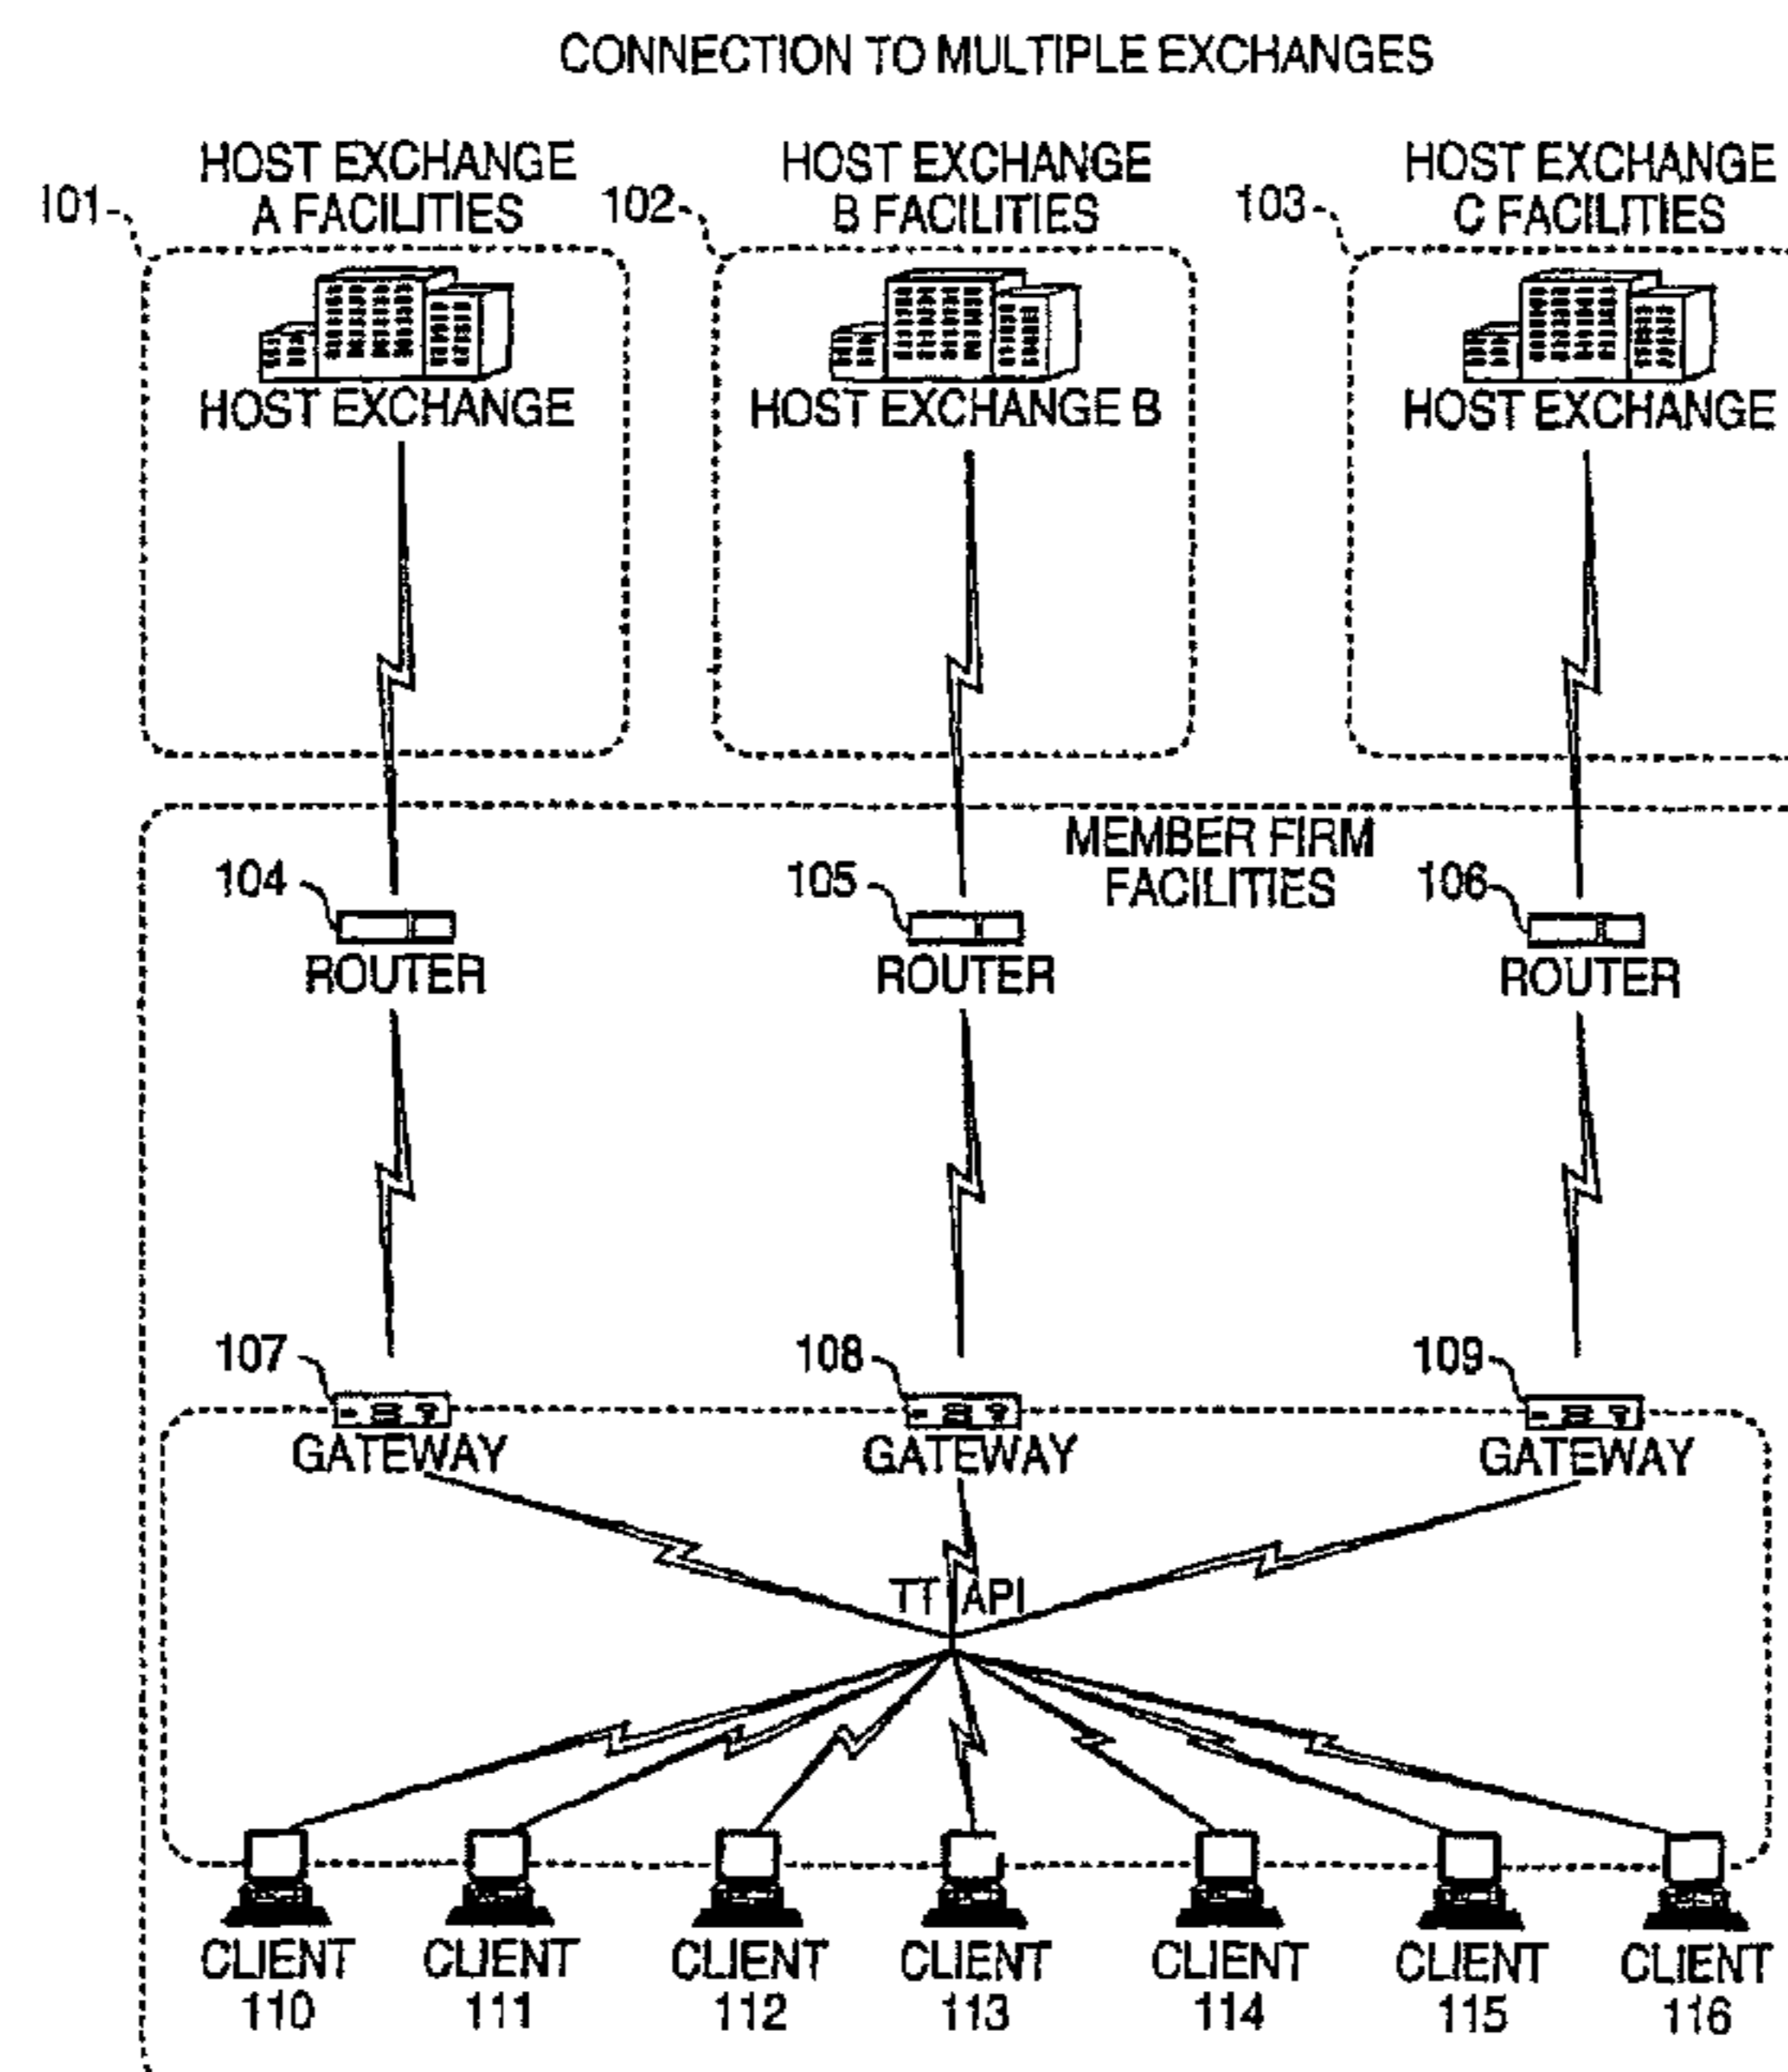 CONNECTION TO MULTIPLE EXCHANGES
HOST EXCHANGE
A FACILITIES
HOST EXCHANGE
B FACILITIES
HOST EXCHANGE
C FACILITIES
101
102
103
HOST EXCHANGE
HOST EXCHANGE B
HOST EXCHANGE
MEMBER FIRM
FACILITIES
104
105
106
ROUTER
ROUTER
ROUTER
107
108
109
GATEWAY
GATEWAY
GATEWAY
TT API
CLIENT
110
CLIENT
111
CLIENT
112
CLIENT
113
CLIENT
114
CLIENT
115
CLIENT
116